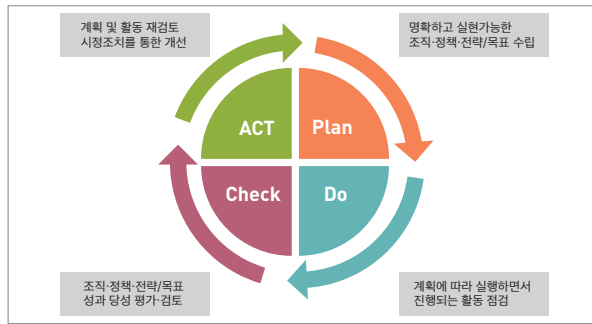 계획 및 활동 재검토
시정조치를 통한 개선
명확하고 실현가능한
조직·정책·전략/목표 수립
ACT
Plan
Check
Do
조직·정책·전략/목표
성과 당성 평가·검토
계획에 따라 실행하면서
진행되는 활동 점검